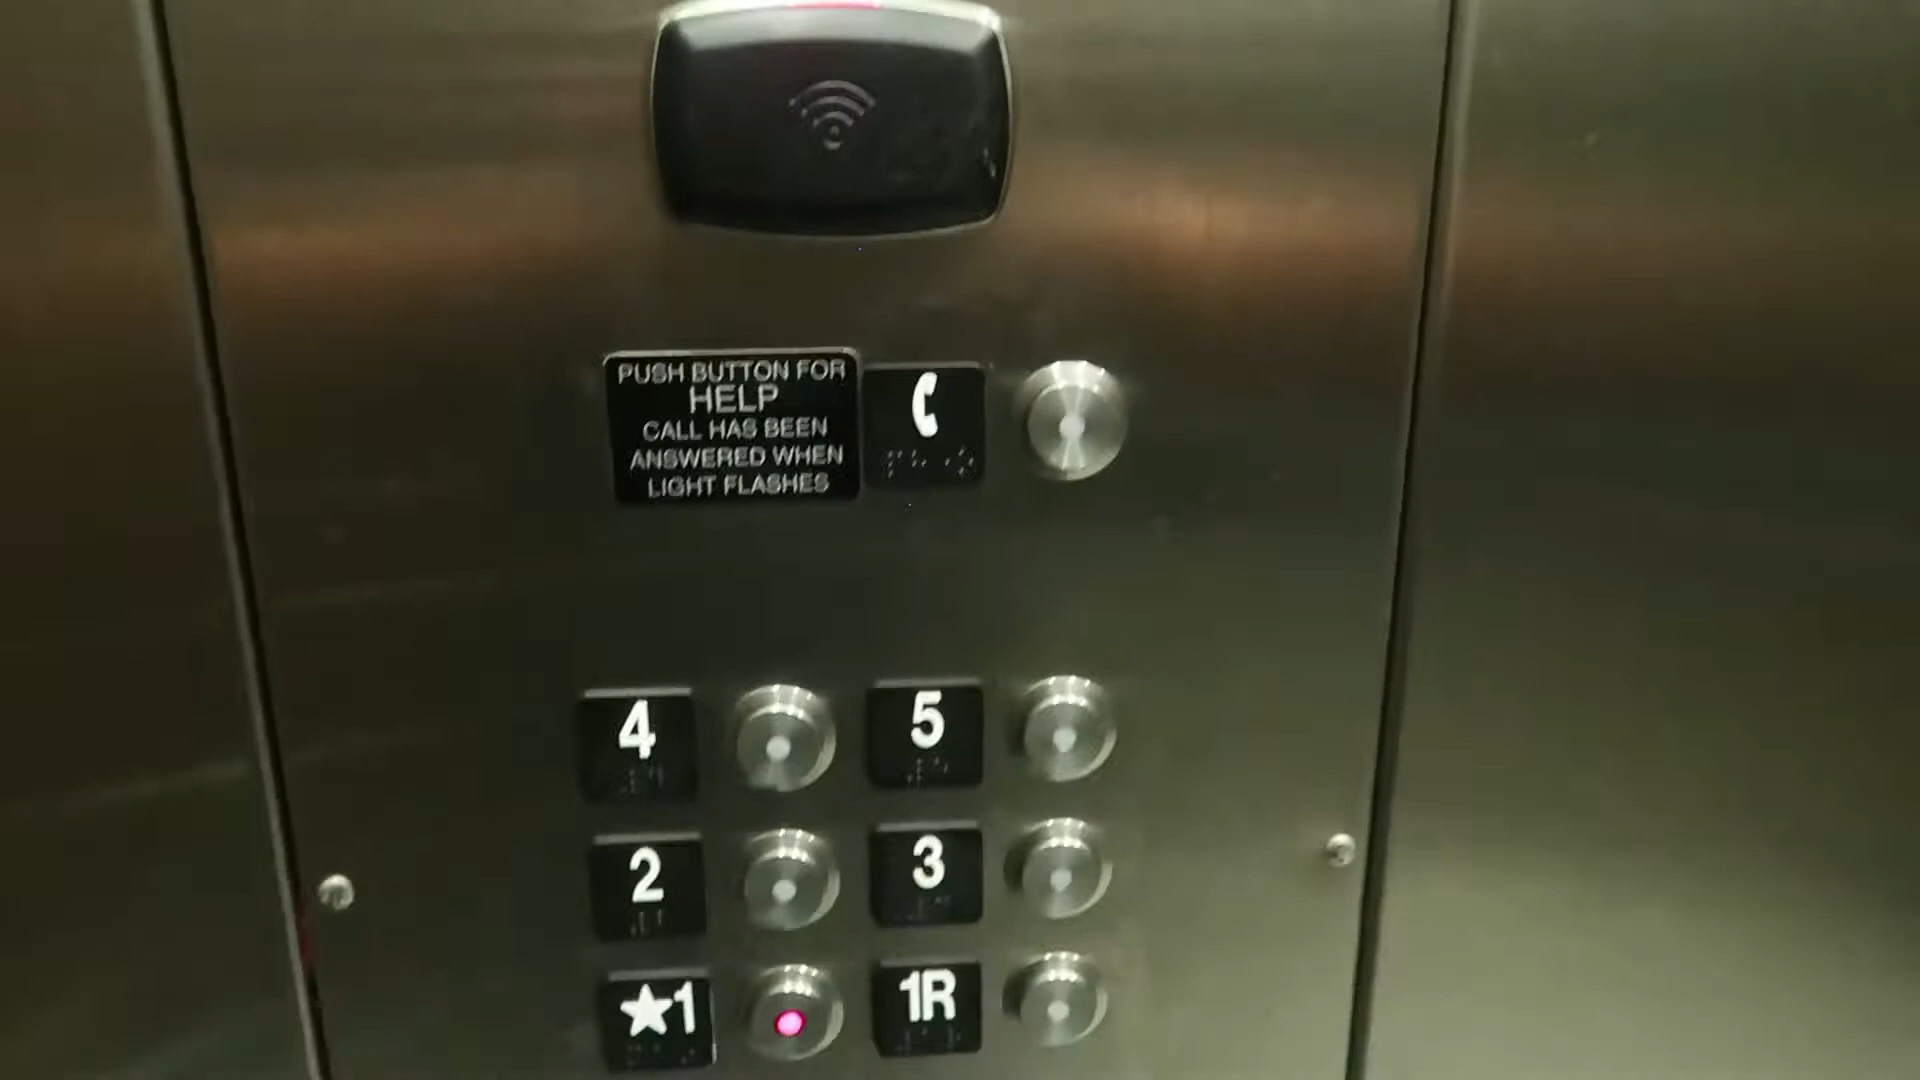 PUSH BUTTON FOR
HELP
CALL HAS BEEN
ANSWERED WHEN
LIGHT FLASHES
4 5
2 3
★1 1R